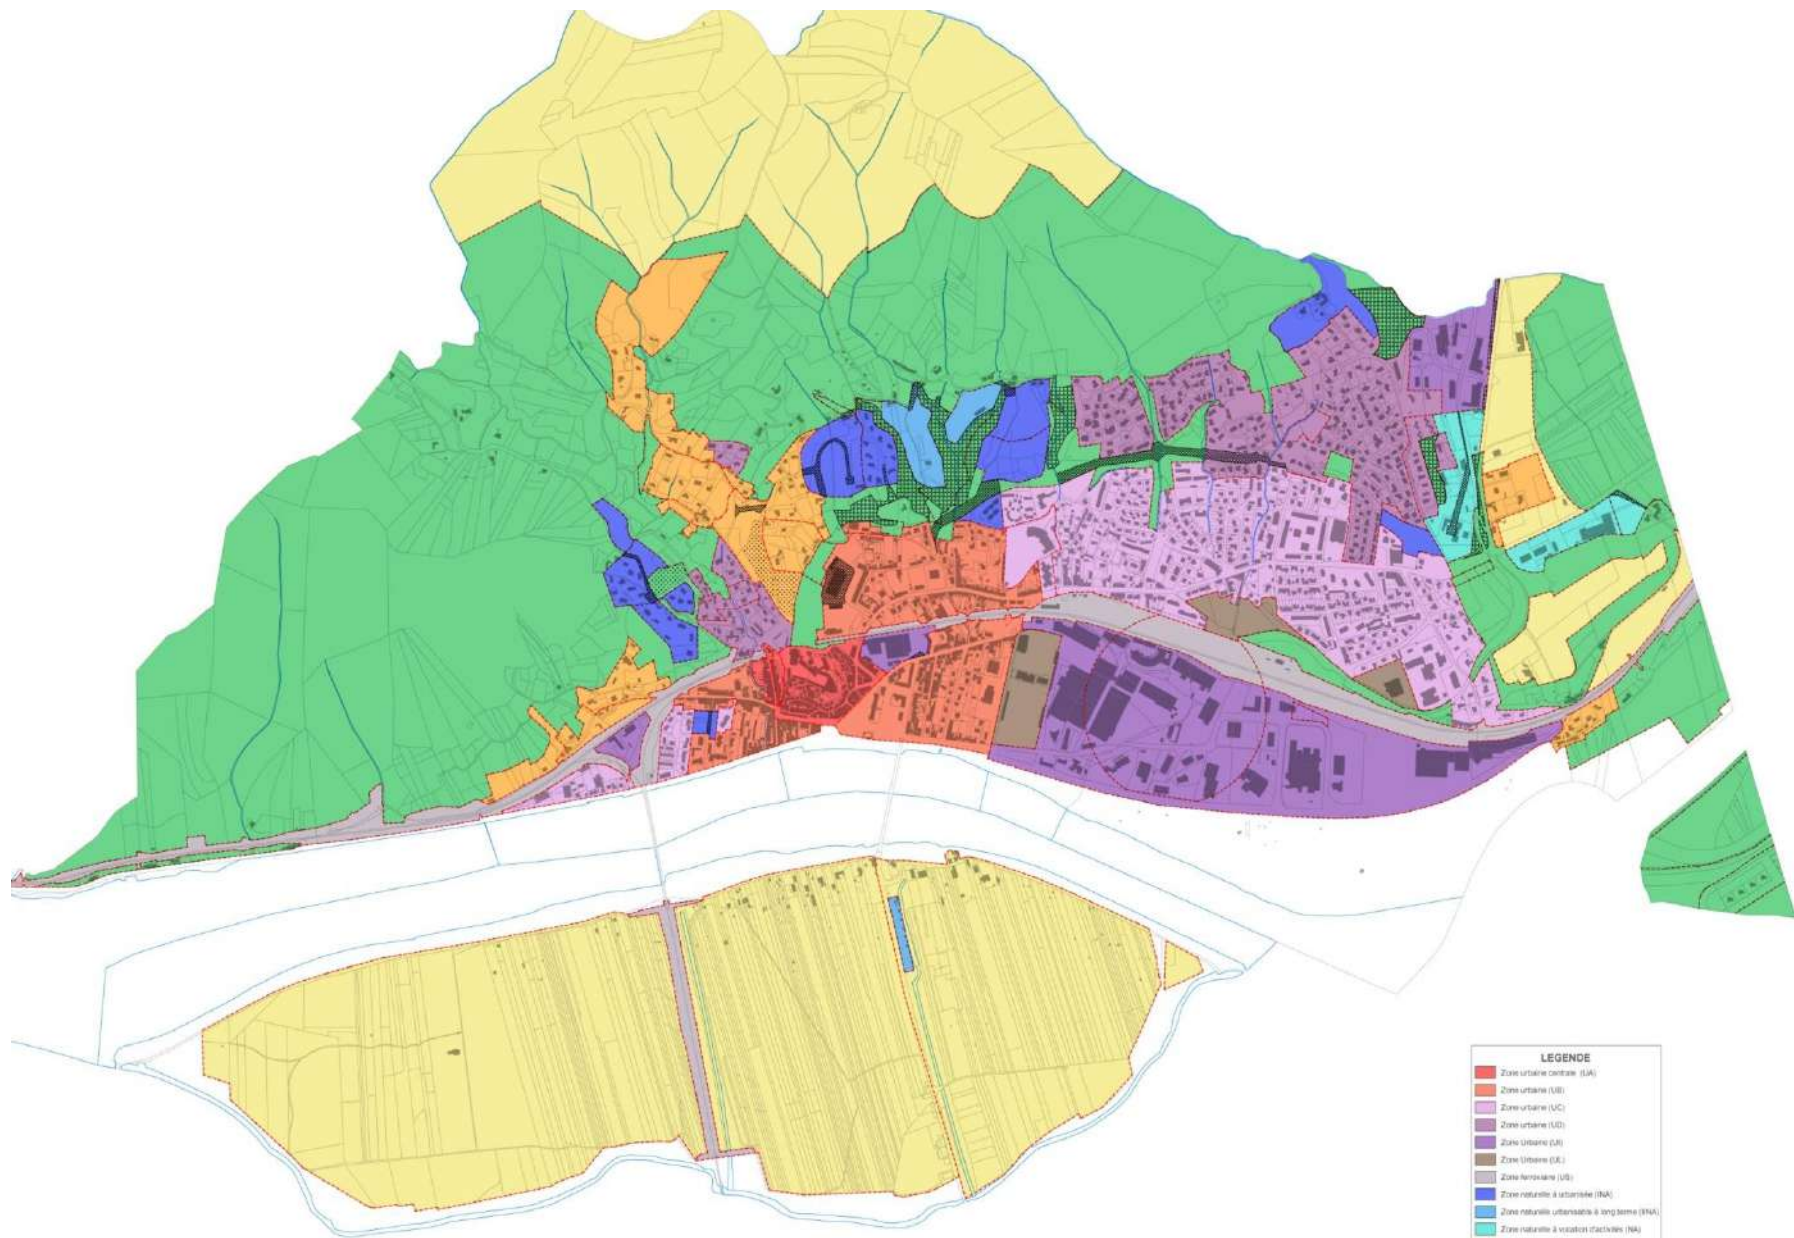 LEGENDE
Zone urbaine centrale (UA)
Zone urbaine (UB)
Zone urbaine (UC)
Zone urbaine (UD)
Zone Urbaine (UI)
Zone Urbaine (UL)
Zone ferroviaire (US)
Zone naturelle à urbanisée (INA)
Zone naturelle urbanisable à long terme (IINA)
Zone naturelle à vocation d'activités (NA)